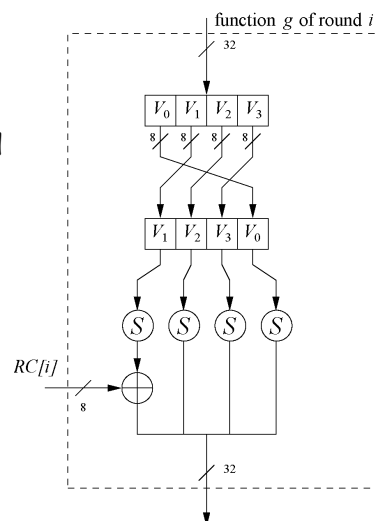 function g of round i
32
V0 V1 V2 V3
8 8 8 8
V1 V2 V3 V0
S S S S
RC[i]
8
32